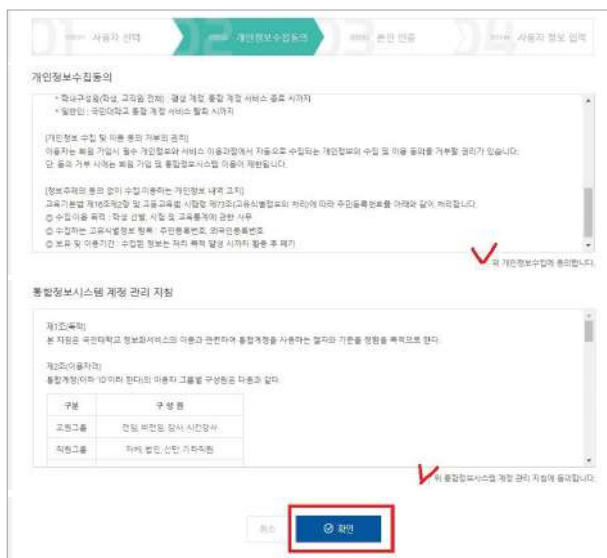 01 사용자 선택 02 개인정보수집동의 03 본인 인증 04 사용자 정보 입력
개인정보수집동의
* 학내구성원(학생, 교직원 전체) : 평생 계정, 통합 계정 서비스 종료 시까지
* 일반인 : 국민대학교 통합 계정 서비스 탈퇴 시까지
[개인정보 수집 및 이용 동의 거부의 권리]
이용자는 회원 가입시 필수 개인정보와 서비스 이용과정에서 자동으로 수집되는 개인정보의 수집 및 이용 동의를 거부할 권리가 있습니다.
단, 동의 거부 시에는 회원 가입 및 통합정보시스템 이용이 제한됩니다.
[정보주체의 동의 없이 수집·이용하는 개인정보 내역 고지]
교육기본법 제16조제2항 및 고등교육법 시행령 제73조(고유식별정보의 처리)에 따라 주민등록번호를 아래와 같이 처리합니다.
◎ 수집·이용 목적 : 학생 선발, 시험 및 교육통계에 관한 사무
◎ 수집하는 고유식별정보 항목 : 주민등록번호, 외국인등록번호
◎ 보유 및 이용기간 : 수집된 정보는 처리 목적 달성 시까지 활용 후 폐기
위 개인정보수집에 동의합니다.
통합정보시스템 계정 관리 지침
제1조(목적)
본 지침은 국민대학교 정보화서비스의 이용과 관련하여 통합계정을 사용하는 절차와 기준을 정함을 목적으로 한다.
제2조(이용자격)
통합계정(이하 'ID'이라 한다)의 이용자 그룹별 구성원은 다음과 같다.
구분 구 성 원
교원그룹 전임, 비전임, 강사, 시간강사
직원그룹
위 통합정보시스템 계정 관리 지침에 동의합니다.
취소 확인